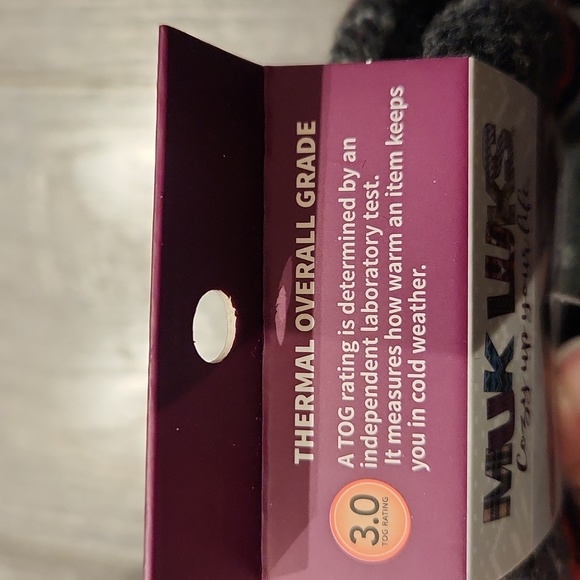 THERMAL OVERALL GRADE
3.0
TOG RATING
A TOG rating is determined by an
independent laboratory test.
It measures how warm an item keeps
you in cold weather.
MUK LUKS
Cozy up your life